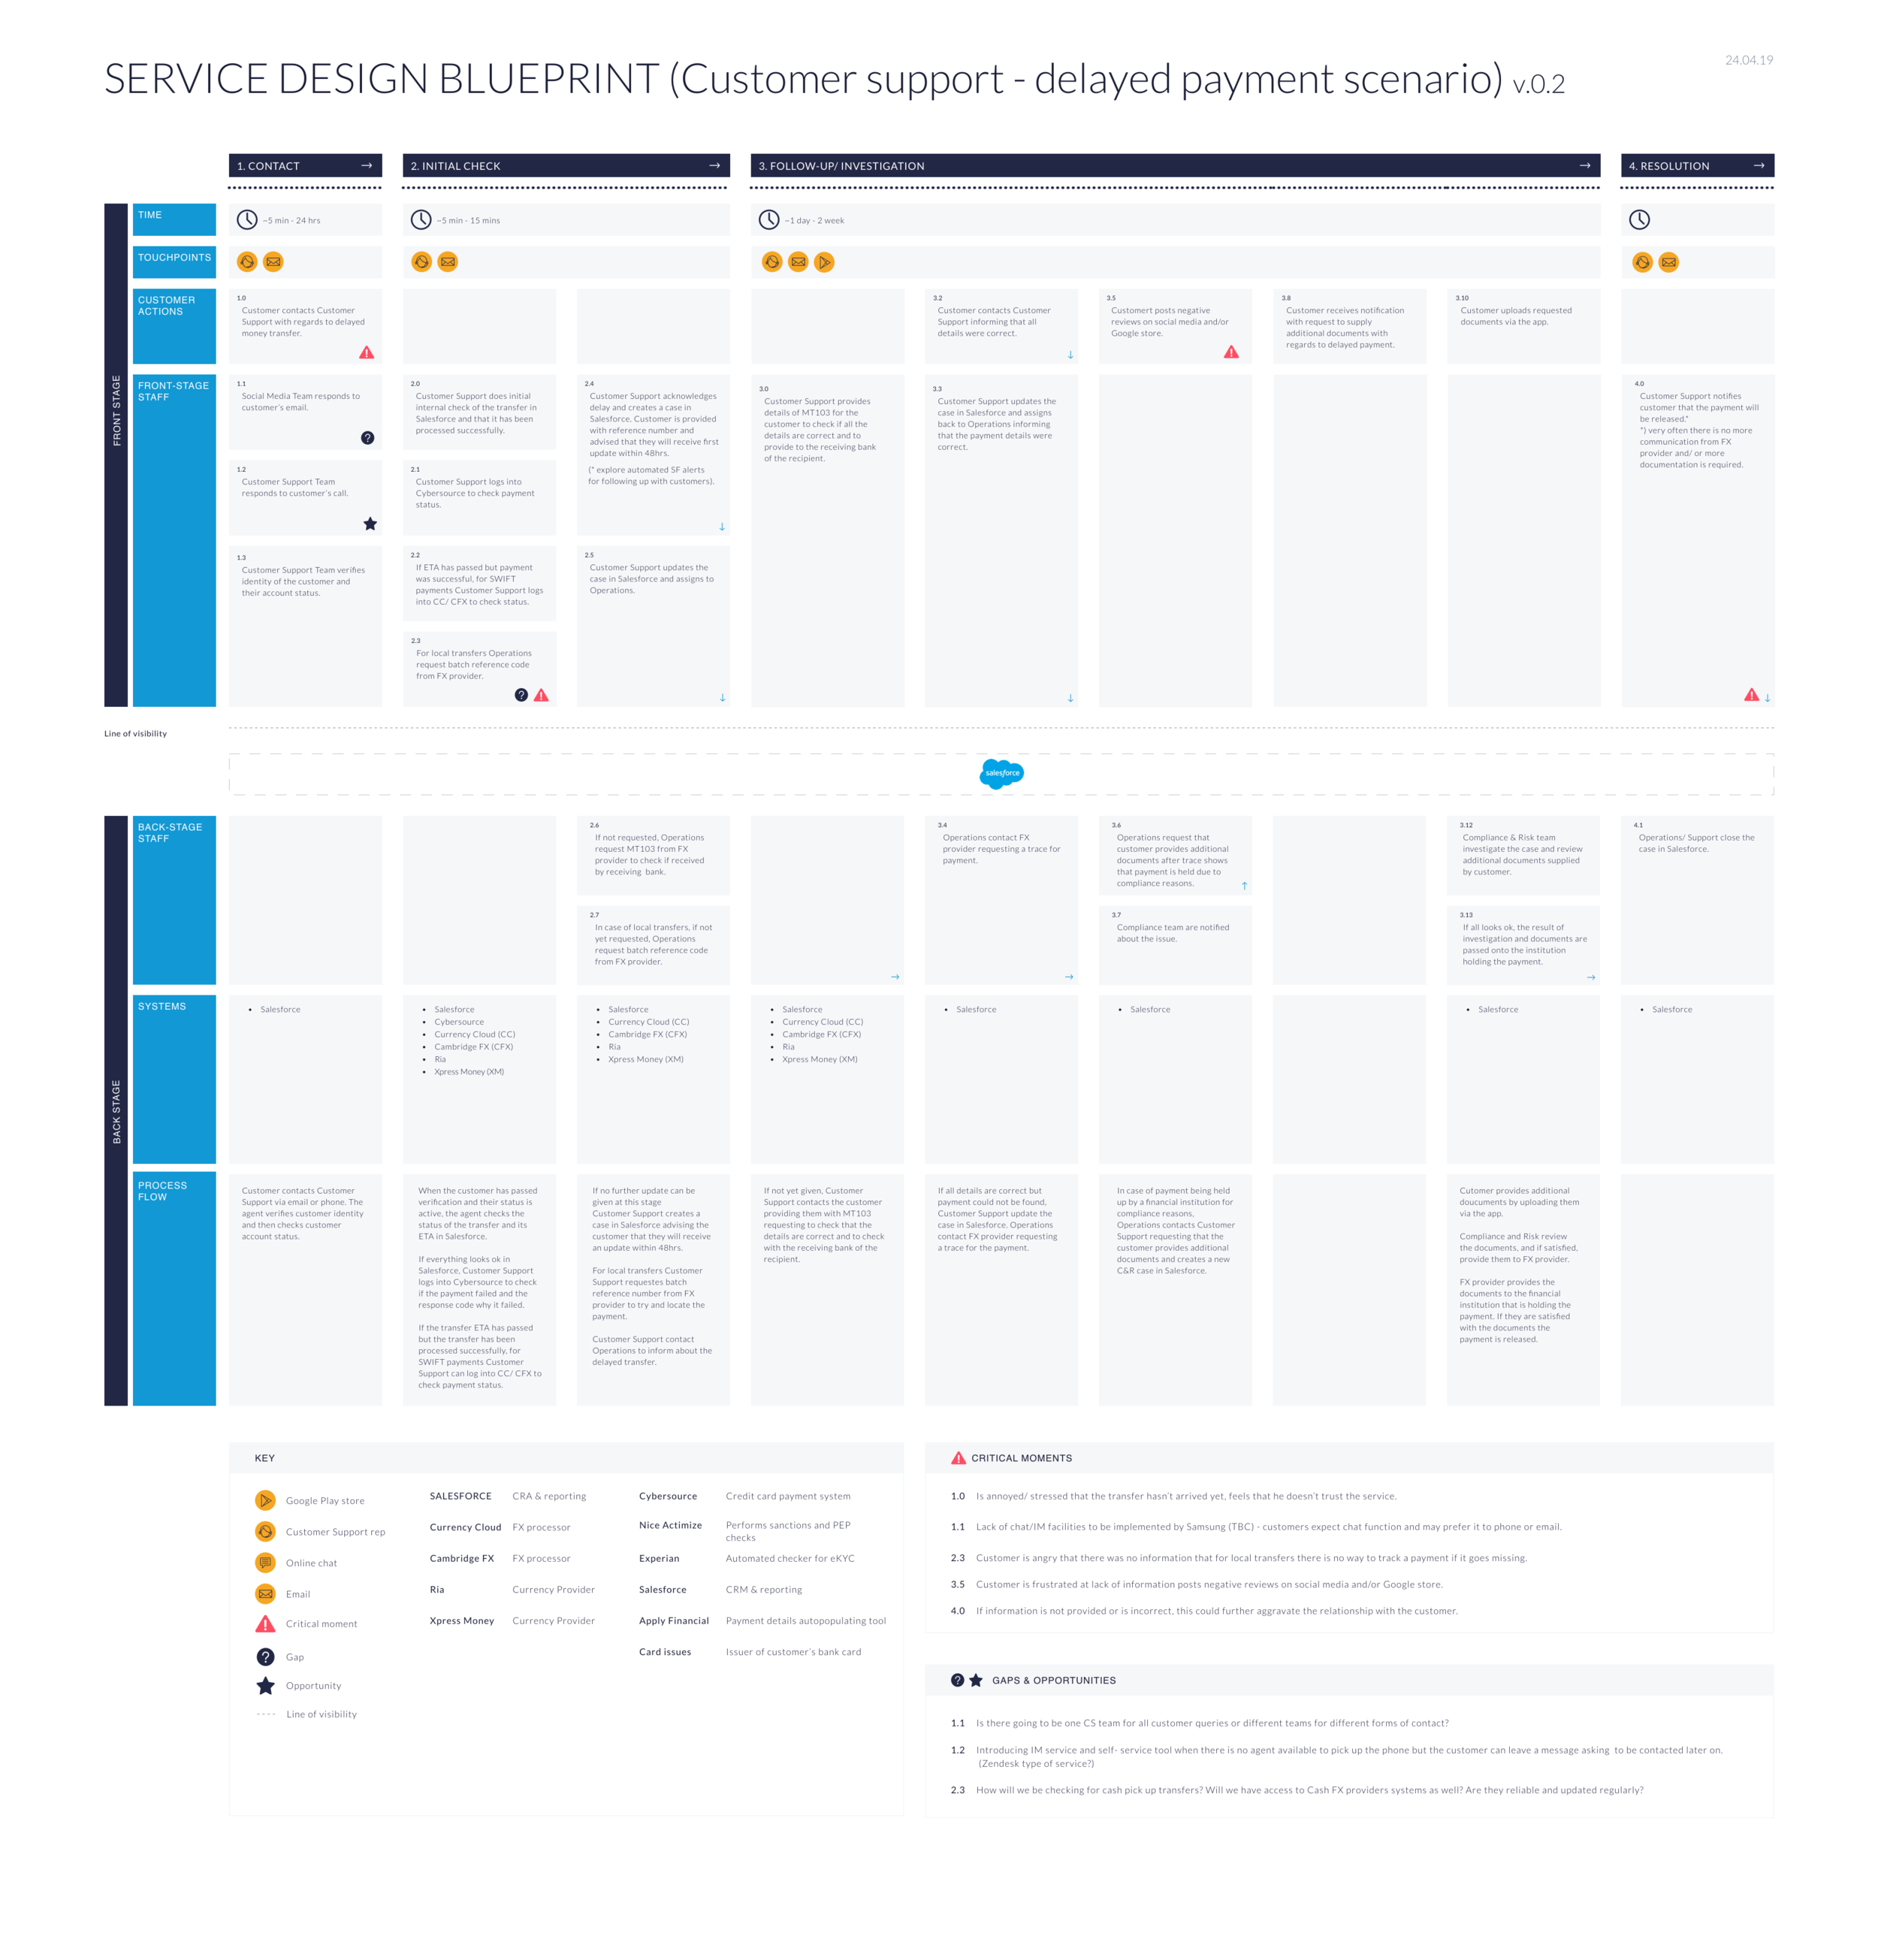 SERVICE DESIGN BLUEPRINT (Customer support - delayed payment scenario) v.0.2
24.04.19
1. CONTACT →
2. INITIAL CHECK →
3. FOLLOW-UP/ INVESTIGATION →
4. RESOLUTION →
FRONT STAGE
TIME
~5 min - 24 hrs
~5 min - 15 mins
~1 day - 2 week
TOUCHPOINTS
CUSTOMER
ACTIONS
1.0
Customer contacts Customer
Support with regards to delayed
money transfer.
3.2
Customer contacts Customer
Support informing that all
details were correct.
↓
3.5
Customert posts negative
reviews on social media and/or
Google store.
3.8
Customer receives notification
with request to supply
additional documents with
regards to delayed payment.
3.10
Customer uploads requested
documents via the app.
FRONT-STAGE
STAFF
1.1
Social Media Team responds to
customer's email.
?
1.2
Customer Support Team
responds to customer's call.
1.3
Customer Support Team verifies
identity of the customer and
their account status.
2.0
Customer Support does initial
internal check of the transfer in
Salesforce and that it has been
processed successfully.
2.1
Customer Support logs into
Cybersource to check payment
status.
2.2
If ETA has passed but payment
was successful, for SWIFT
payments Customer Support logs
into CC/ CFX to check status.
2.3
For local transfers Operations
request batch reference code
from FX provider.
?
2.4
Customer Support acknowledges
delay and creates a case in
Salesforce. Customer is provided
with reference number and
advised that they will receive first
update within 48hrs.
(* explore automated SF alerts
for following up with customers).
↓
2.5
Customer Support updates the
case in Salesforce and assigns to
Operations.
↓
3.0
Customer Support provides
details of MT103 for the
customer to check if all the
details are correct and to
provide to the receiving bank
of the recipient.
3.3
Customer Support updates the
case in Salesforce and assigns
back to Operations informing
that the payment details were
correct.
↓
4.0
Customer Support notifies
customer that the payment will
be released.*
*) very often there is no more
communication from FX
provider and/ or more
documentation is required.
↓
Line of visibility
salesforce
BACK STAGE
BACK-STAGE
STAFF
2.6
If not requested, Operations
request MT103 from FX
provider to check if received
by receiving bank.
2.7
In case of local transfers, if not
yet requested, Operations
request batch reference code
from FX provider.
→
3.4
Operations contact FX
provider requesting a trace for
payment.
→
3.6
Operations request that
customer provides additional
documents after trace shows
that payment is held due to
compliance reasons.
↑
3.7
Compliance team are notified
about the issue.
3.12
Compliance & Risk team
investigate the case and review
additional documents supplied
by customer.
3.13
If all looks ok, the result of
investigation and documents are
passed onto the institution
holding the payment.
→
4.1
Operations/ Support close the
case in Salesforce.
SYSTEMS
• Salesforce
• Salesforce
• Cybersource
• Currency Cloud (CC)
• Cambridge FX (CFX)
• Ria
• Xpress Money (XM)
• Salesforce
• Currency Cloud (CC)
• Cambridge FX (CFX)
• Ria
• Xpress Money (XM)
• Salesforce
• Currency Cloud (CC)
• Cambridge FX (CFX)
• Ria
• Xpress Money (XM)
• Salesforce
• Salesforce
• Salesforce
• Salesforce
PROCESS
FLOW
Customer contacts Customer
Support via email or phone. The
agent verifies customer identity
and then checks customer
account status.
When the customer has passed
verification and their status is
active, the agent checks the
status of the transfer and its
ETA in Salesforce.
If everything looks ok in
Salesforce, Customer Support
logs into Cybersource to check
if the payment failed and the
response code why it failed.
If the transfer ETA has passed
but the transfer has been
processed successfully, for
SWIFT payments Customer
Support can log into CC/ CFX to
check payment status.
If no further update can be
given at this stage
Customer Support creates a
case in Salesforce advising the
customer that they will receive
an update within 48hrs.
For local transfers Customer
Support requestes batch
reference number from FX
provider to try and locate the
payment.
Customer Support contact
Operations to inform about the
delayed transfer.
If not yet given, Customer
Support contacts the customer
providing them with MT103
requesting to check that the
details are correct and to check
with the receiving bank of the
recipient.
If all details are correct but
payment could not be found,
Customer Support update the
case in Salesforce. Operations
contact FX provider requesting
a trace for the payment.
In case of payment being held
up by a financial institution for
compliance reasons,
Operations contacts Customer
Support requesting that the
customer provides additional
documents and creates a new
C&R case in Salesforce.
Cutomer provides additional
documents by uploading them
via the app.
Compliance and Risk review
the documents, and if satisfied,
provide them to FX provider.
FX provider provides the
documents to the financial
institution that is holding the
payment. If they are satisfied
with the documents the
payment is released.
KEY
Google Play store
Customer Support rep
Online chat
Email
Critical moment
? Gap
Opportunity
Line of visibility
SALESFORCE CRA & reporting
Currency Cloud FX processor
Cambridge FX FX processor
Ria Currency Provider
Xpress Money Currency Provider
Cybersource Credit card payment system
Nice Actimize Performs sanctions and PEP
checks
Experian Automated checker for eKYC
Salesforce CRM & reporting
Apply Financial Payment details autopopulating tool
Card issues Issuer of customer's bank card
CRITICAL MOMENTS
1.0 Is annoyed/ stressed that the transfer hasn't arrived yet, feels that he doesn't trust the service.
1.1 Lack of chat/IM facilities to be implemented by Samsung (TBC) - customers expect chat function and may prefer it to phone or email.
2.3 Customer is angry that there was no information that for local transfers there is no way to track a payment if it goes missing.
3.5 Customer is frustrated at lack of information posts negative reviews on social media and/or Google store.
4.0 If information is not provided or is incorrect, this could further aggravate the relationship with the customer.
? GAPS & OPPORTUNITIES
1.1 Is there going to be one CS team for all customer queries or different teams for different forms of contact?
1.2 Introducing IM service and self- service tool when there is no agent available to pick up the phone but the customer can leave a message asking to be contacted later on.
(Zendesk type of service?)
2.3 How will we be checking for cash pick up transfers? Will we have access to Cash FX providers systems as well? Are they reliable and updated regularly?